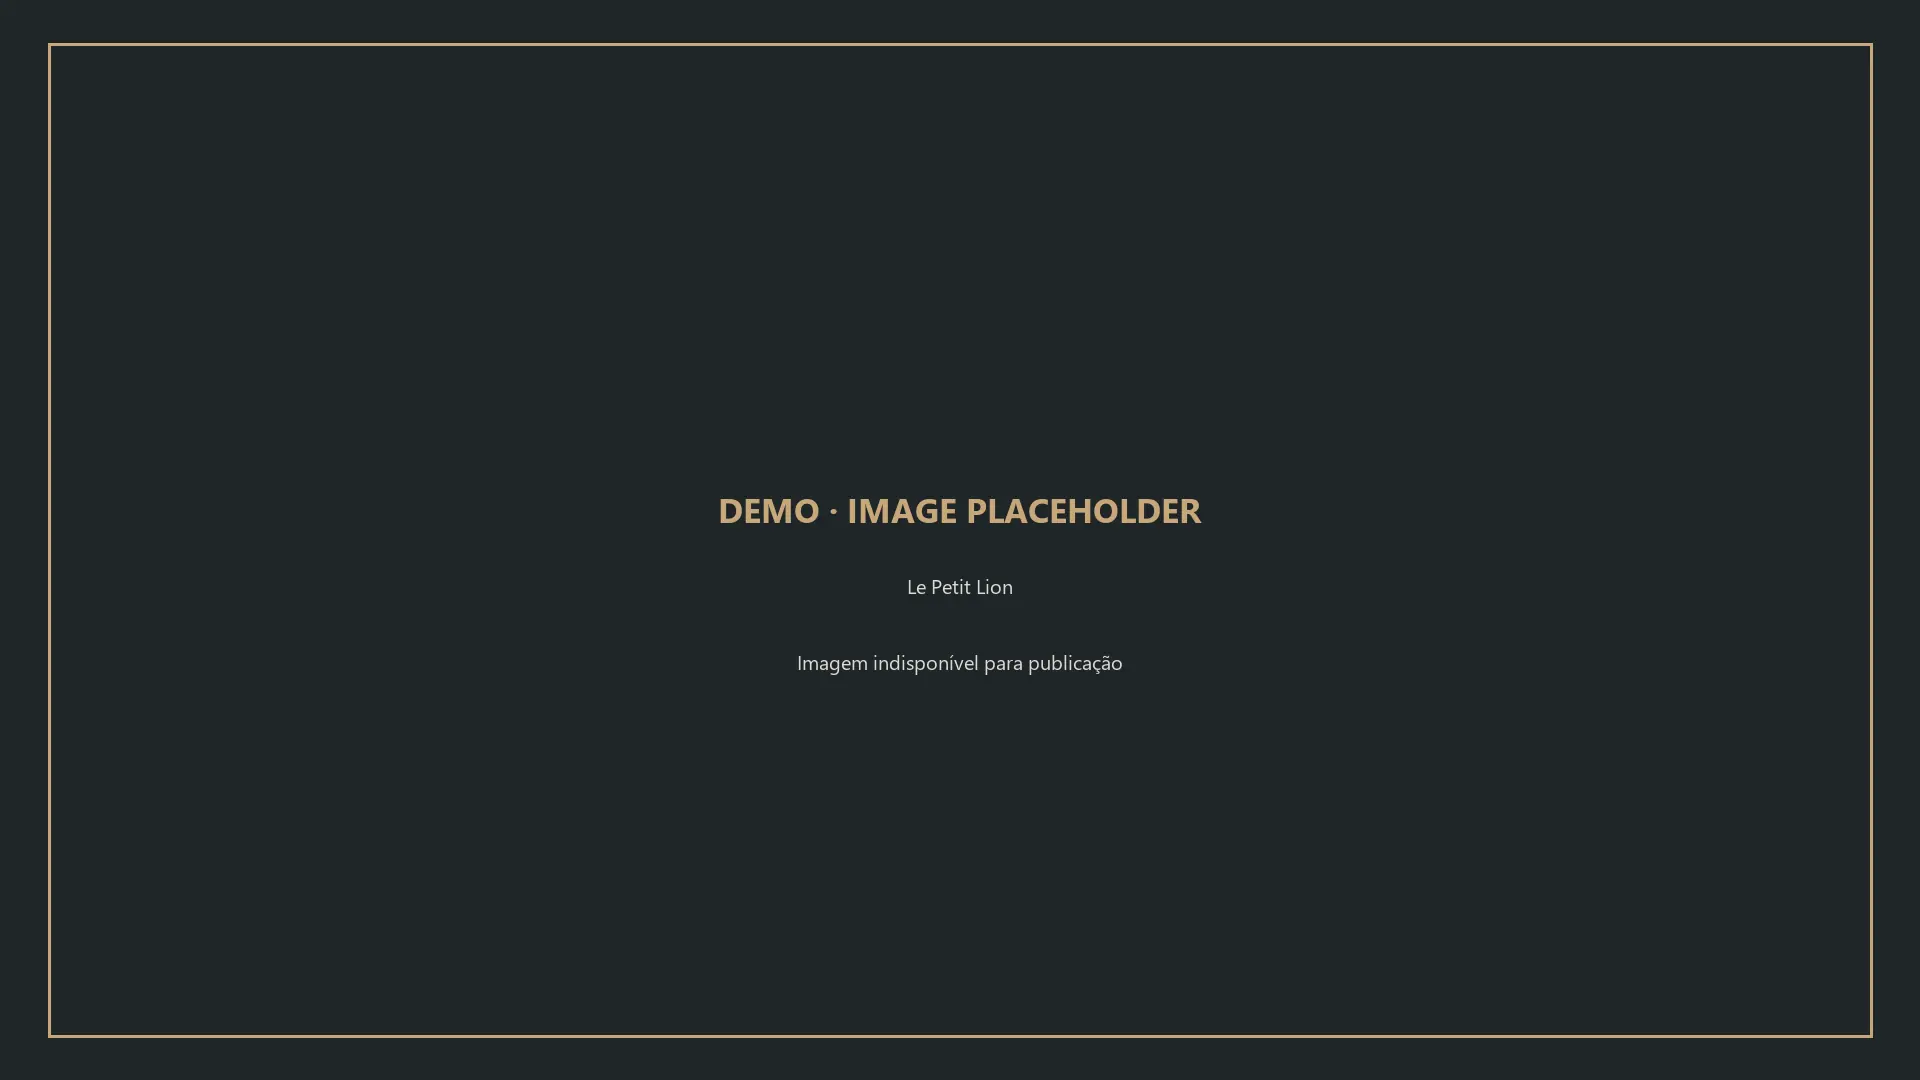 DEMO · IMAGE PLACEHOLDER
Le Petit Lion
Imagem indisponível para publicação